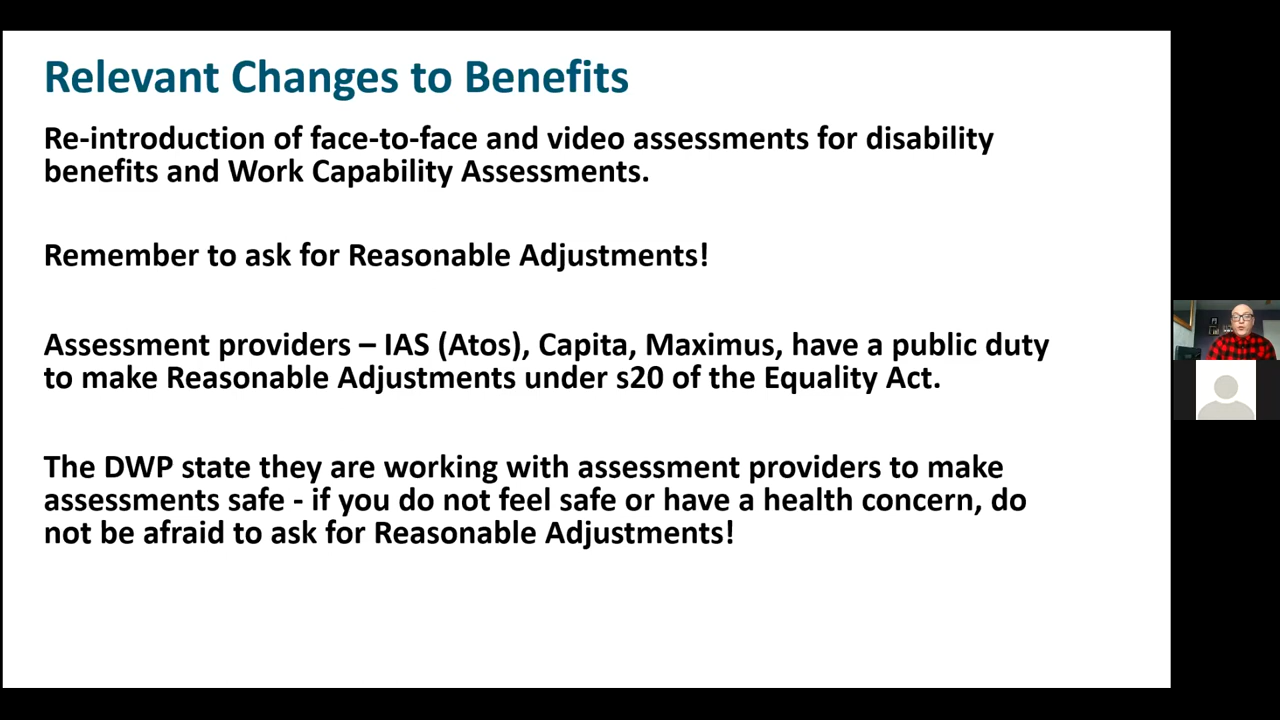 Relevant Changes to Benefits
Re-introduction of face-to-face and video assessments for disability
benefits and Work Capability Assessments.
Remember to ask for Reasonable Adjustments!
Assessment providers – IAS (Atos), Capita, Maximus, have a public duty
to make Reasonable Adjustments under s20 of the Equality Act.
The DWP state they are working with assessment providers to make
assessments safe - if you do not feel safe or have a health concern, do
not be afraid to ask for Reasonable Adjustments!